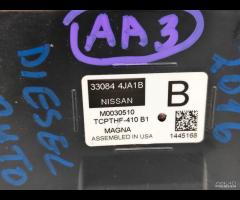 AA3
DIESEL
AUTO
2016
33084 4JA1B
NISSAN
B
M0030510
TCPTHF-410 B1
MAGNA
ASSEMBLED IN USA
1445168